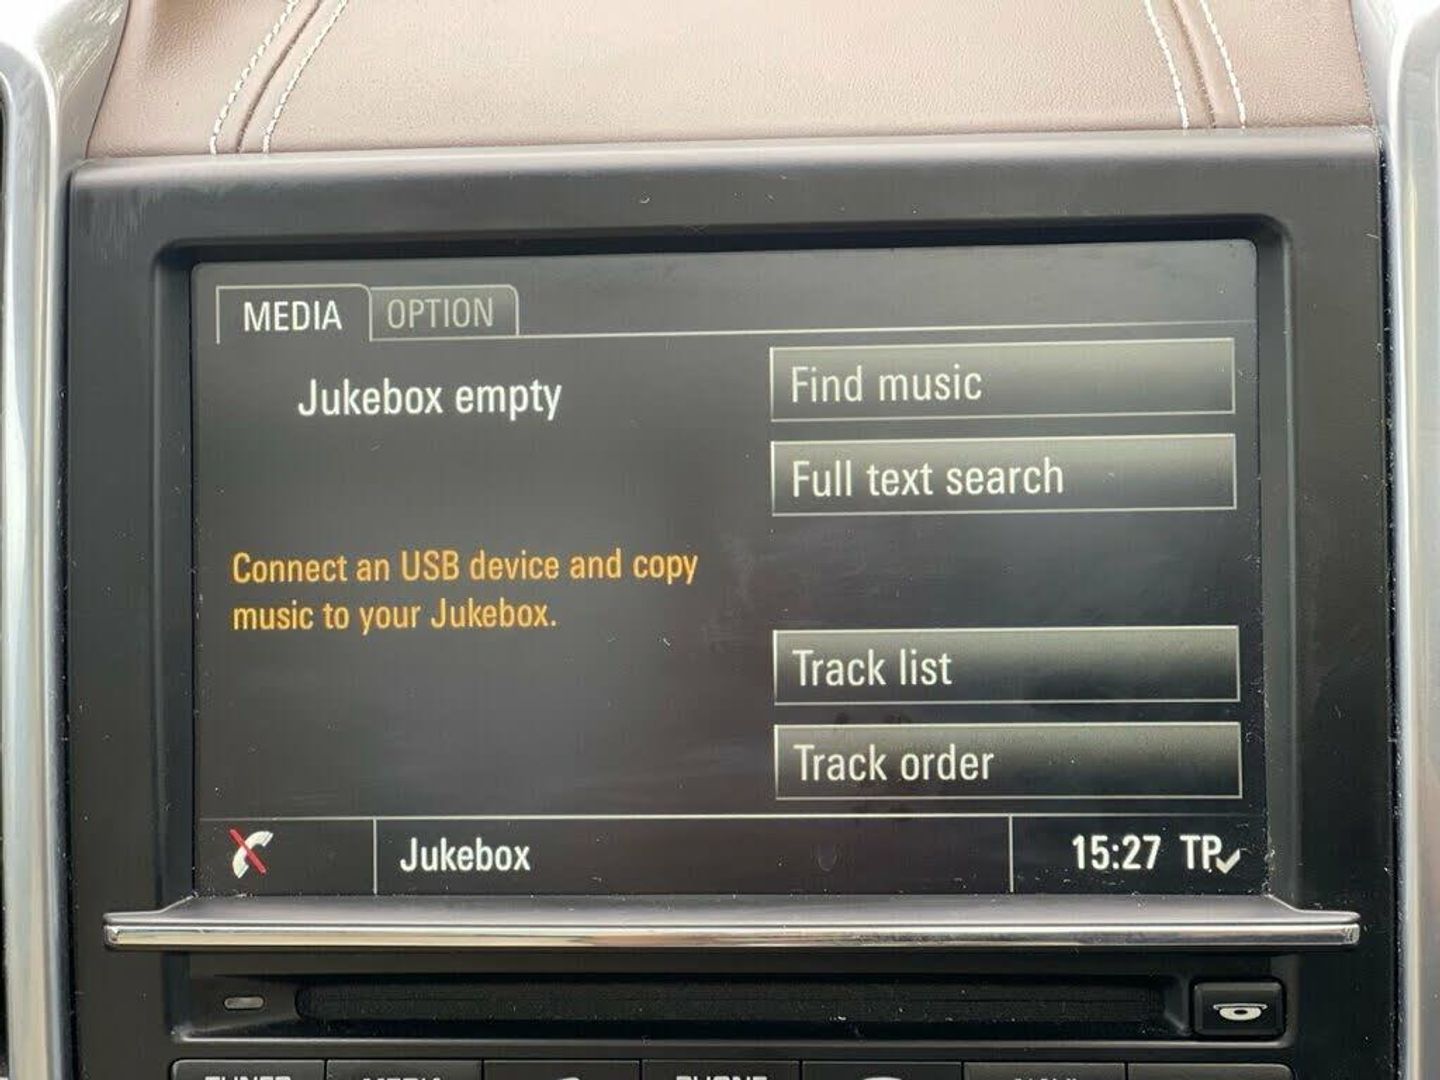 MEDIA OPTION
Jukebox empty
Find music
Full text search
Connect an USB device and copy
music to your Jukebox.
Track list
Track order
Jukebox
15:27 TP